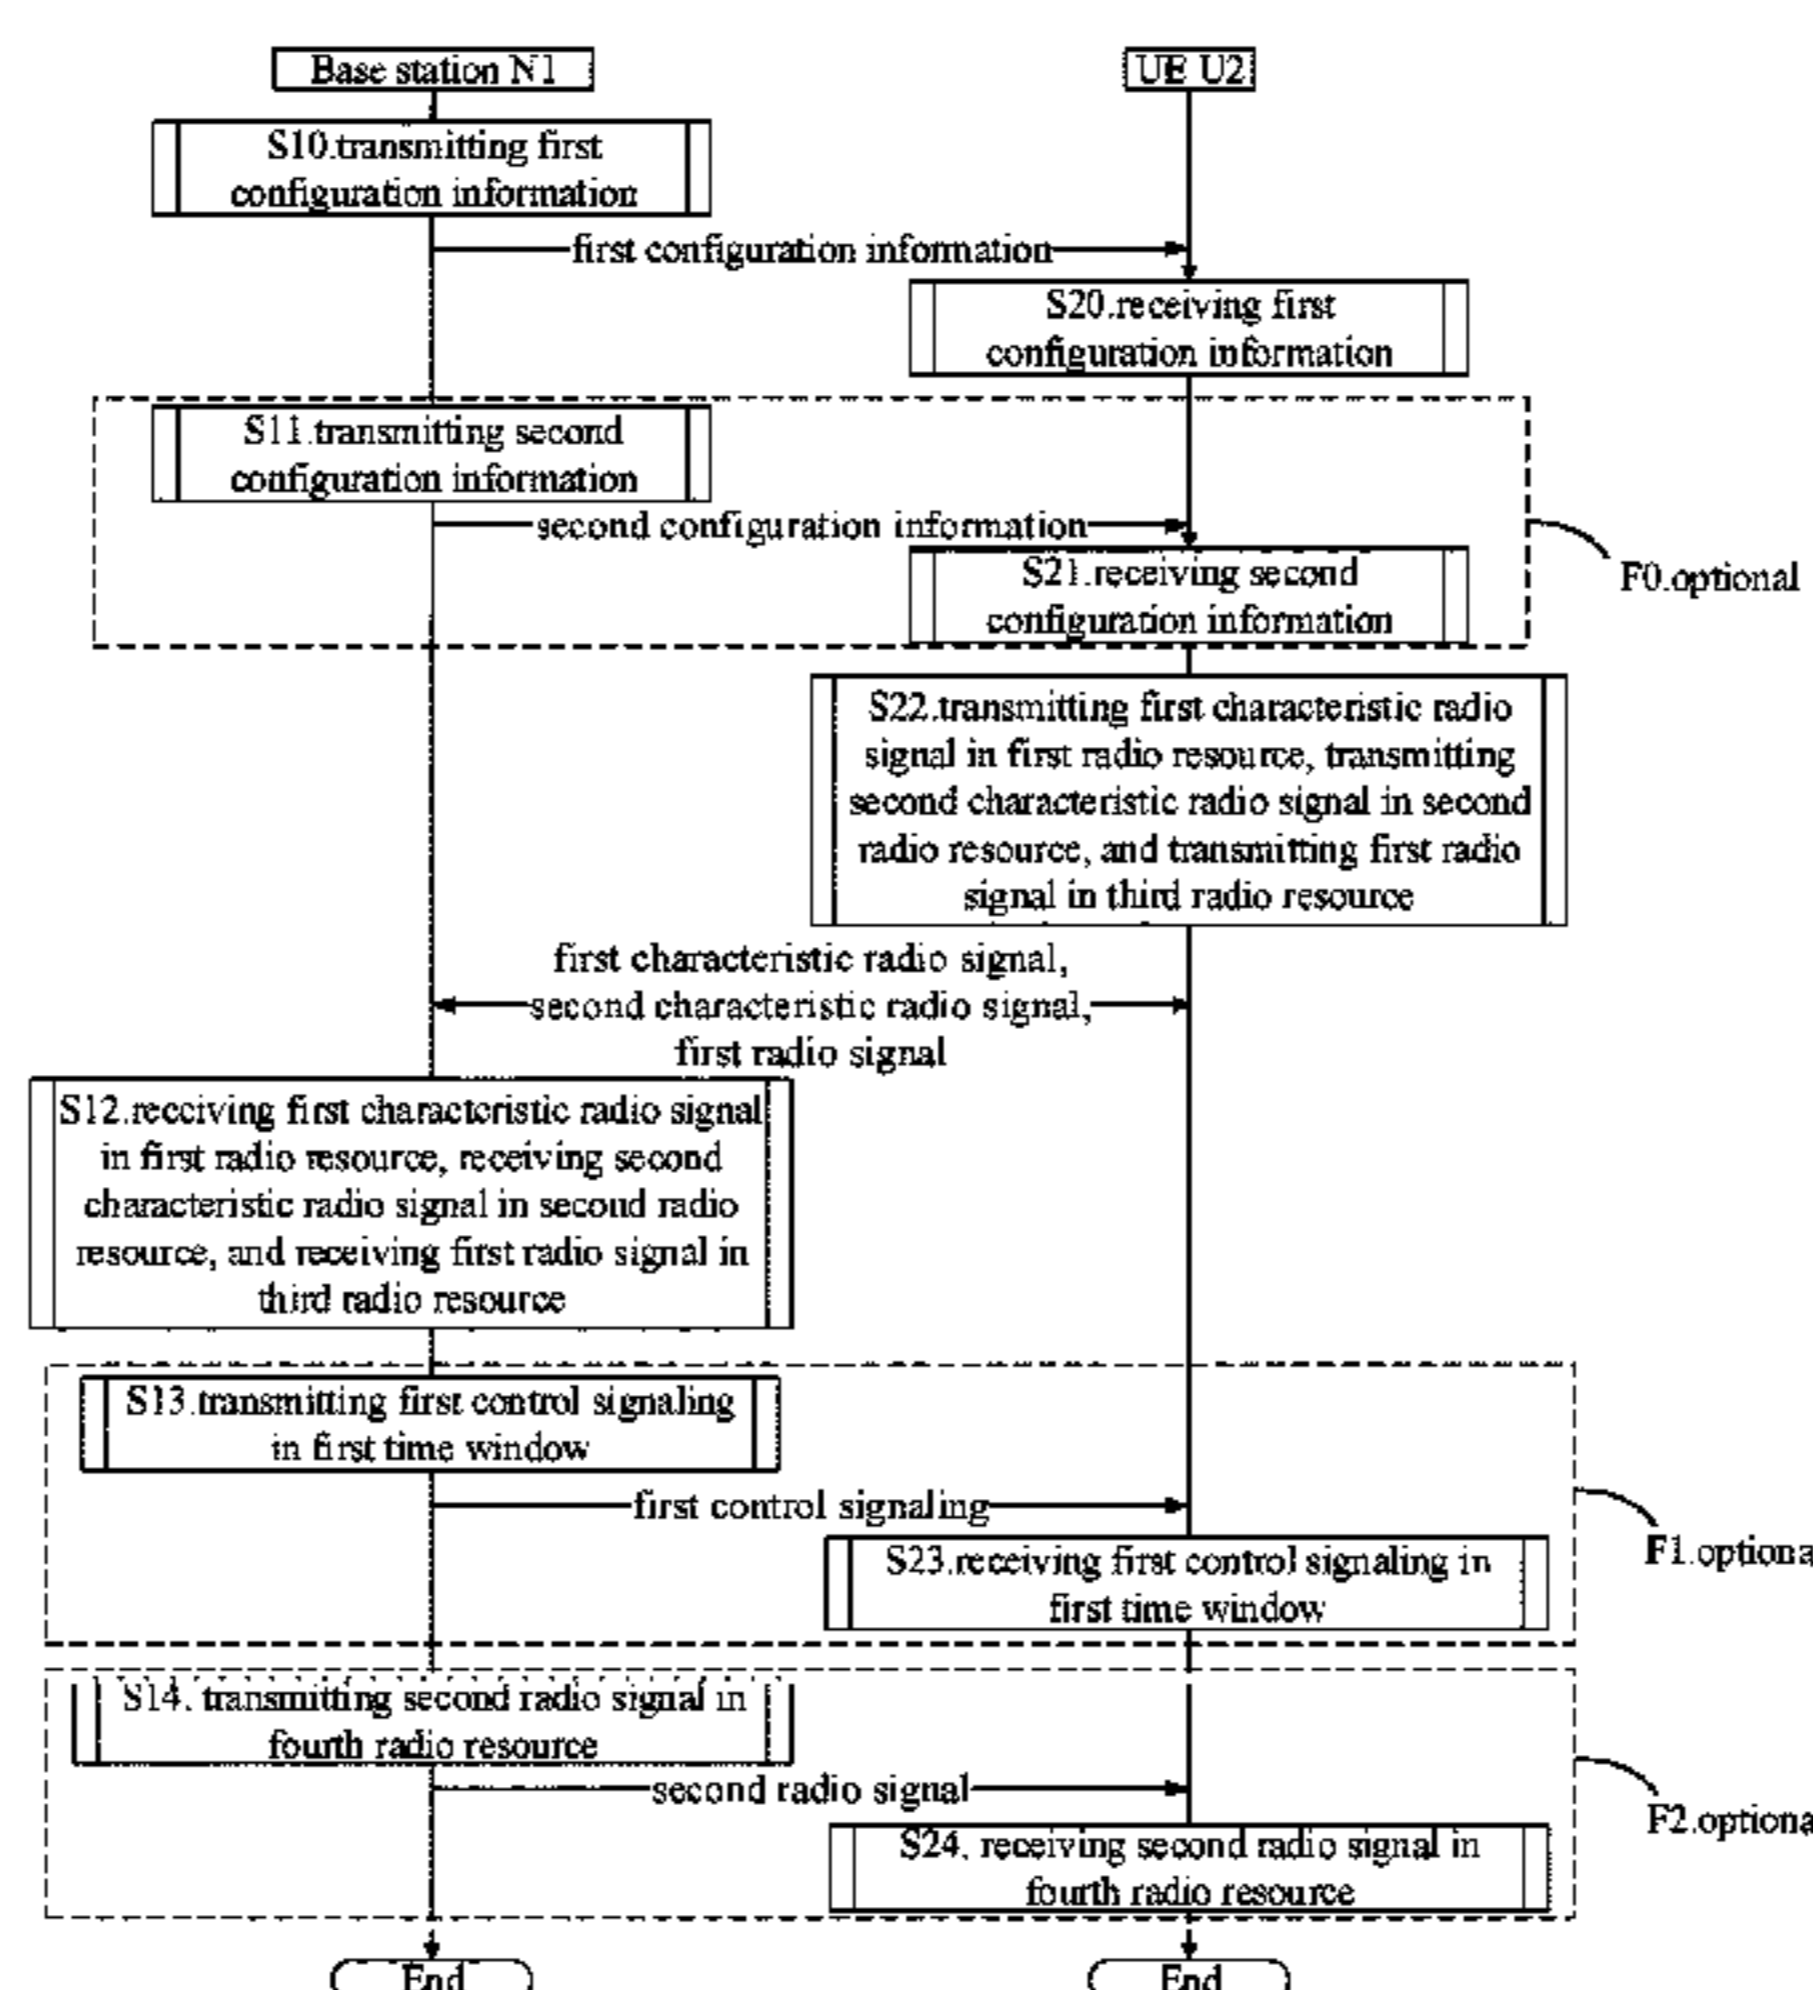 Base station N1
UE U2
S10.transmitting first
configuration information
first configuration information
S20.receiving first
configuration information
S11.transmitting second
configuration information
second configuration information
S21.receiving second
configuration information
F0.optional
S22.transmitting first characteristic radio
signal in first radio resource, transmitting
second characteristic radio signal in second
radio resource, and transmitting first radio
signal in third radio resource
first characteristic radio signal,
second characteristic radio signal,
first radio signal
S12.receiving first characteristic radio signal
in first radio resource, receiving second
characteristic radio signal in second radio
resource, and receiving first radio signal in
third radio resource
S13.transmitting first control signaling
in first time window
first control signaling
S23.receiving first control signaling in
first time window
F1.optiona
S14. transmitting second radio signal in
fourth radio resource
second radio signal
S24. receiving second radio signal in
fourth radio resource
F2.optiona
End
End